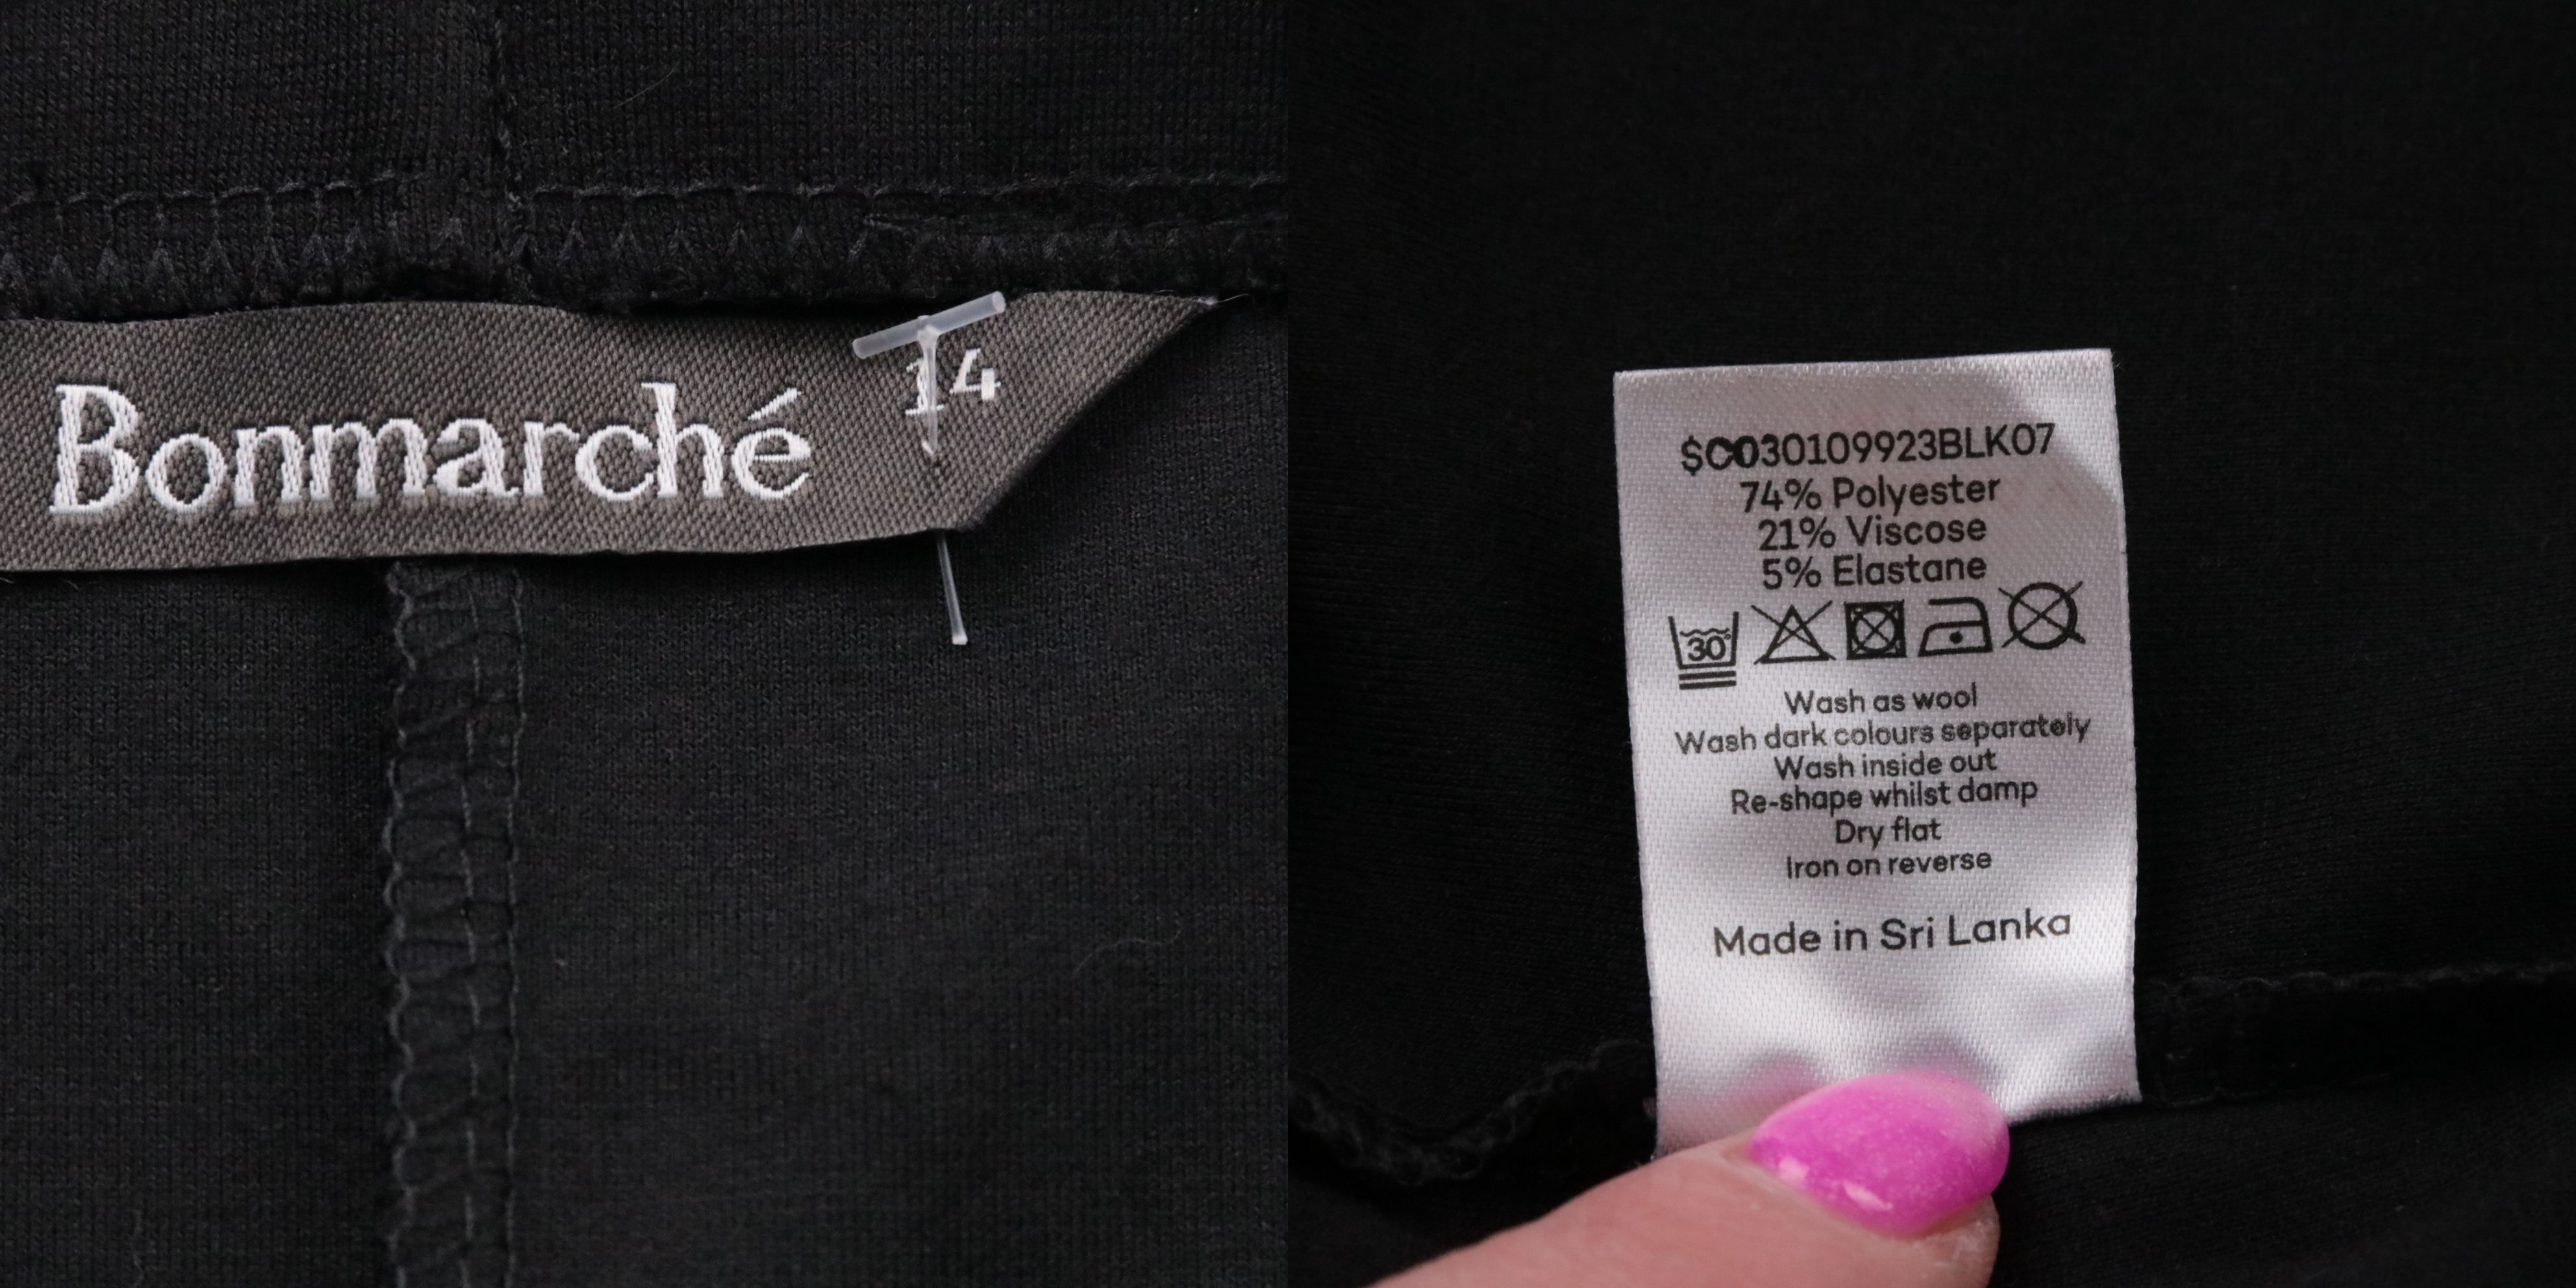 Bonmarché 14
$C0030109923BLK07
74% Polyester
21% Viscose
5% Elastane
30°
Wash as wool
Wash dark colours separately
Wash inside out
Re-shape whilst damp
Dry flat
Iron on reverse
Made in Sri Lanka